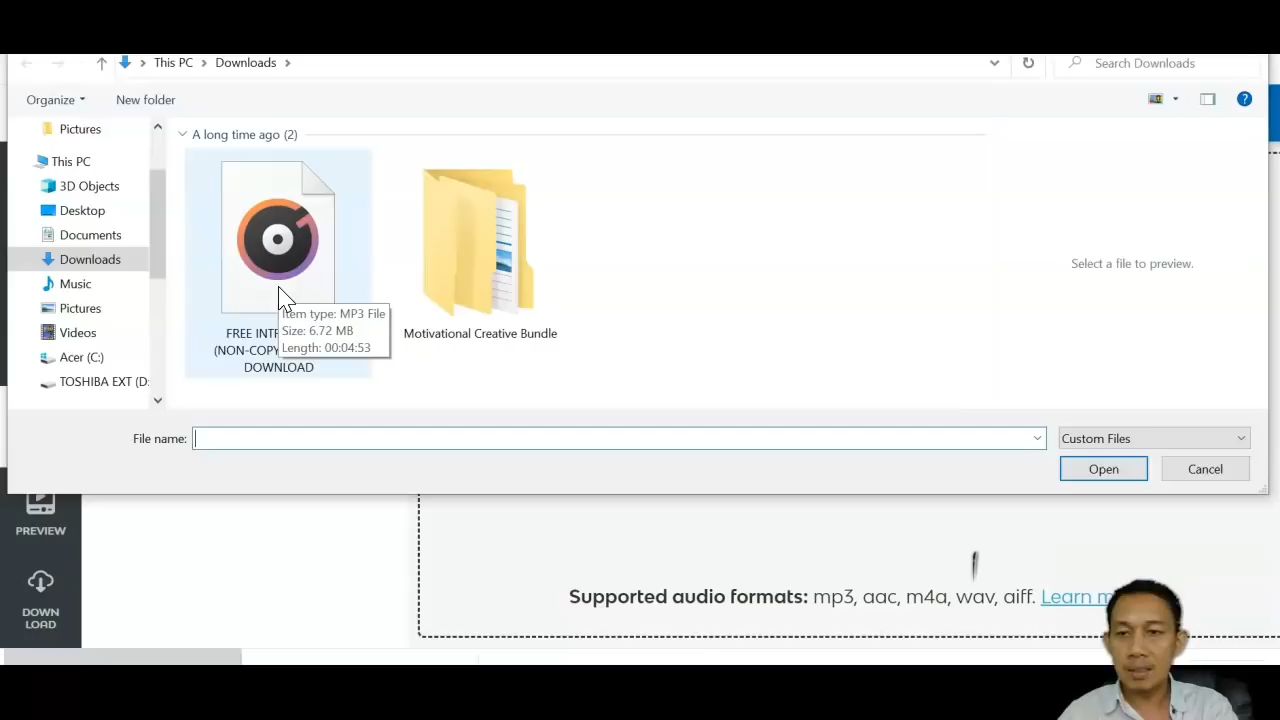 This PC > Downloads >
Search Downloads
Organize
New folder
Pictures
This PC
3D Objects
Desktop
Documents
Downloads
Music
Pictures
Videos
Acer (C:)
TOSHIBA EXT (D:
A long time ago (2)
FREE
(NON-COPY
DOWNLOAD
Item type: MP3 File
Size: 6.72 MB
Length: 00:04:53
Motivational Creative Bundle
Select a file to preview.
File name:
Custom Files
Open
Cancel
PREVIEW
DOWN
LOAD
Supported audio formats: mp3, aac, m4a, wav, aiff. Learn